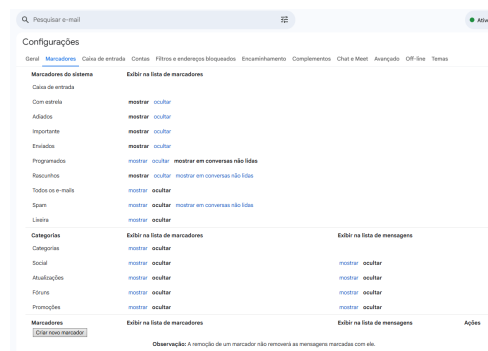 Pesquisar e-mail
Ativo
Configurações
Geral Marcadores Caixa de entrada Contas Filtros e endereços bloqueados Encaminhamento Complementos Chat e Meet Avançado Off-line Temas
Marcadores do sistema Exibir na lista de marcadores
Caixa de entrada
Com estrela mostrar ocultar
Adiados mostrar ocultar
Importante mostrar ocultar
Enviados mostrar ocultar
Programados mostrar ocultar mostrar em conversas não lidas
Rascunhos mostrar ocultar mostrar em conversas não lidas
Todos os e-mails mostrar ocultar
Spam mostrar ocultar mostrar em conversas não lidas
Lixeira mostrar ocultar
Categorias Exibir na lista de marcadores Exibir na lista de mensagens
Categorias mostrar ocultar
Social mostrar ocultar mostrar ocultar
Atualizações mostrar ocultar mostrar ocultar
Fóruns mostrar ocultar mostrar ocultar
Promoções mostrar ocultar mostrar ocultar
Marcadores Exibir na lista de marcadores Exibir na lista de mensagens Ações
Criar novo marcador
Observação: A remoção de um marcador não removerá as mensagens marcadas com ele.